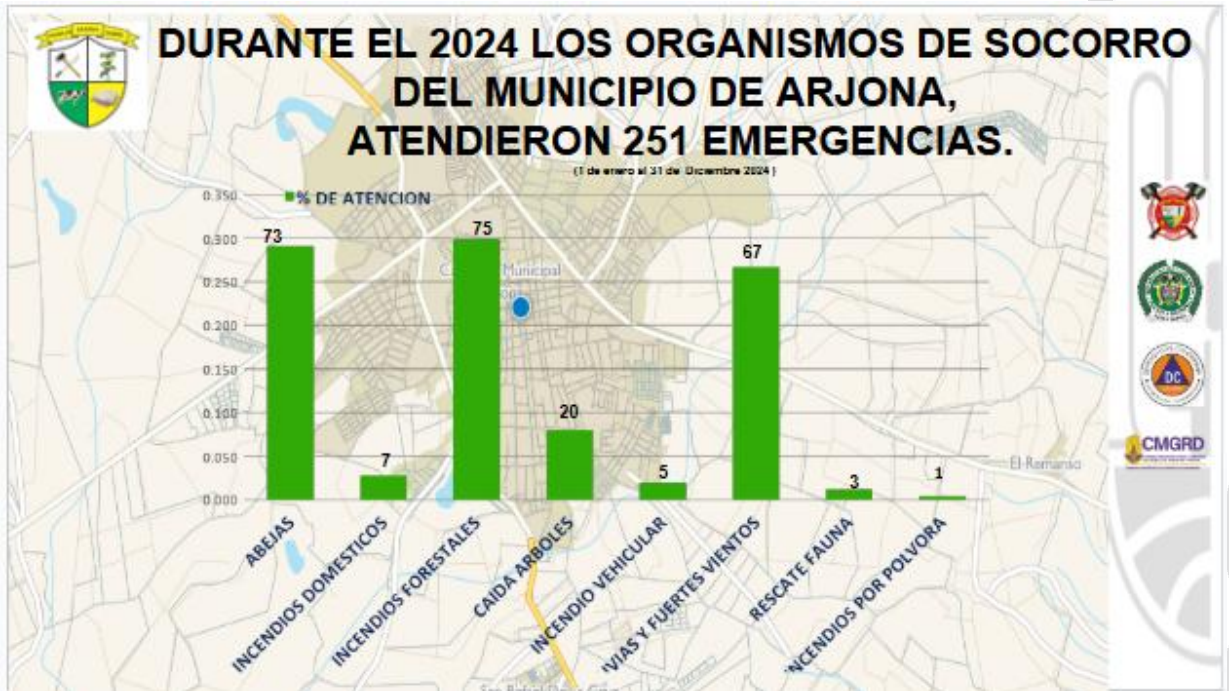 DURANTE EL 2024 LOS ORGANISMOS DE SOCORRO
DEL MUNICIPIO DE ARJONA,
ATENDIERON 251 EMERGENCIAS.
(1 de enero al 31 de Diciembre 2024)
% DE ATENCION
0.350
0.300
0.250
0.200
0.150
0.100
0.050
0.000
73
7
75
20
5
67
3
1
Municipal
El Remanso
ABEJAS
INCENDIOS DOMESTICOS
INCENDIOS FORESTALES
CAIDA ARBOLES
INCENDIO VEHICULAR
VIAS Y FUERTES VIENTOS
RESCATE FAUNA
NCENDIOS POR POLVORA
DC
CMGRD